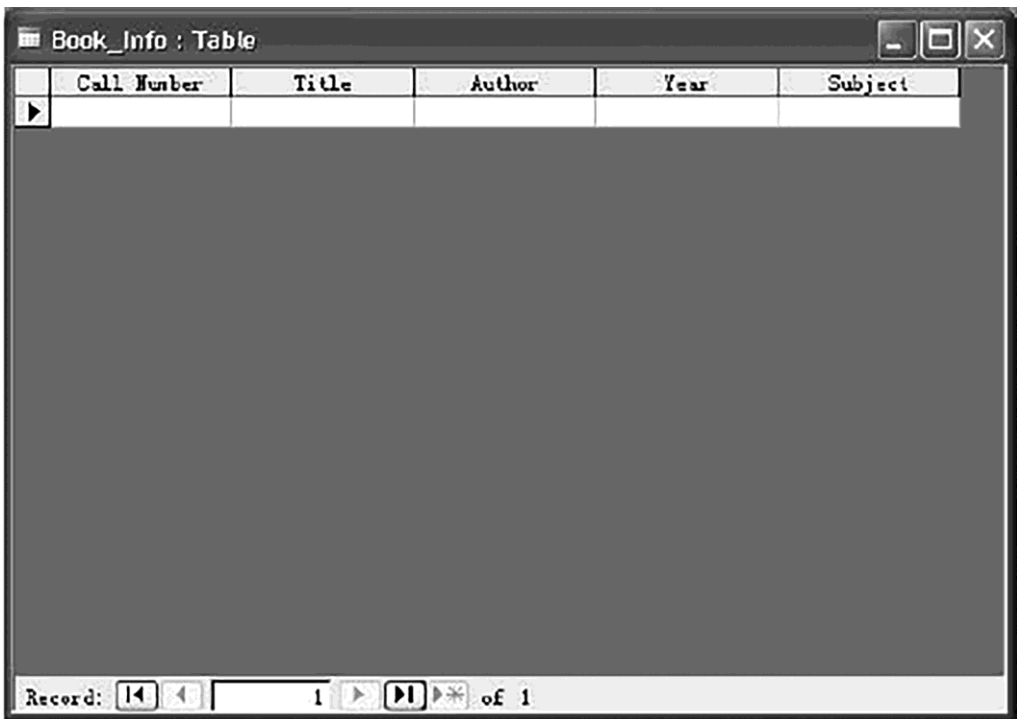 Book_Info : Table
Call Number Title Author Year Subject
Record: 1 of 1